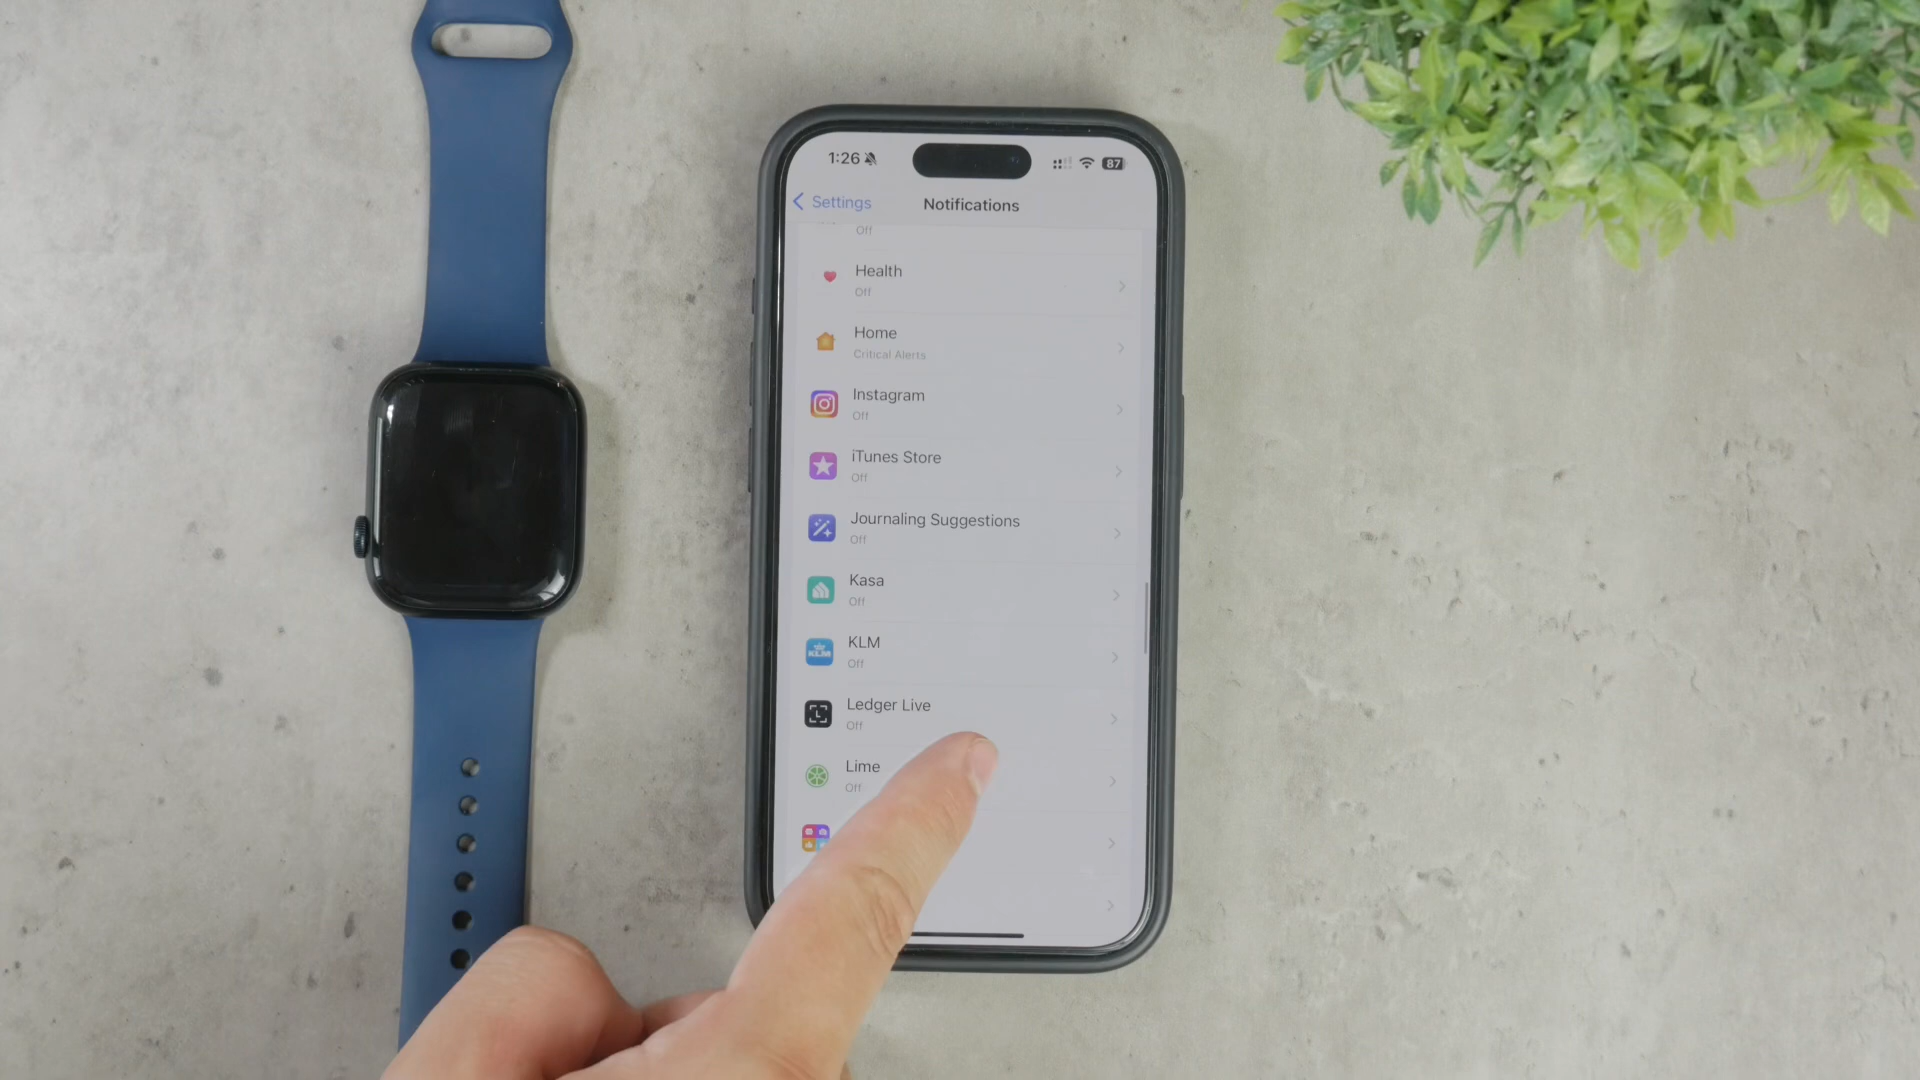 1:26
87
Settings
Notifications
Off
Health
Off
Home
Critical Alerts
Instagram
Off
iTunes Store
Off
Journaling Suggestions
Off
Kasa
Off
KLM
KLM
Off
Ledger Live
Off
Lime
Off